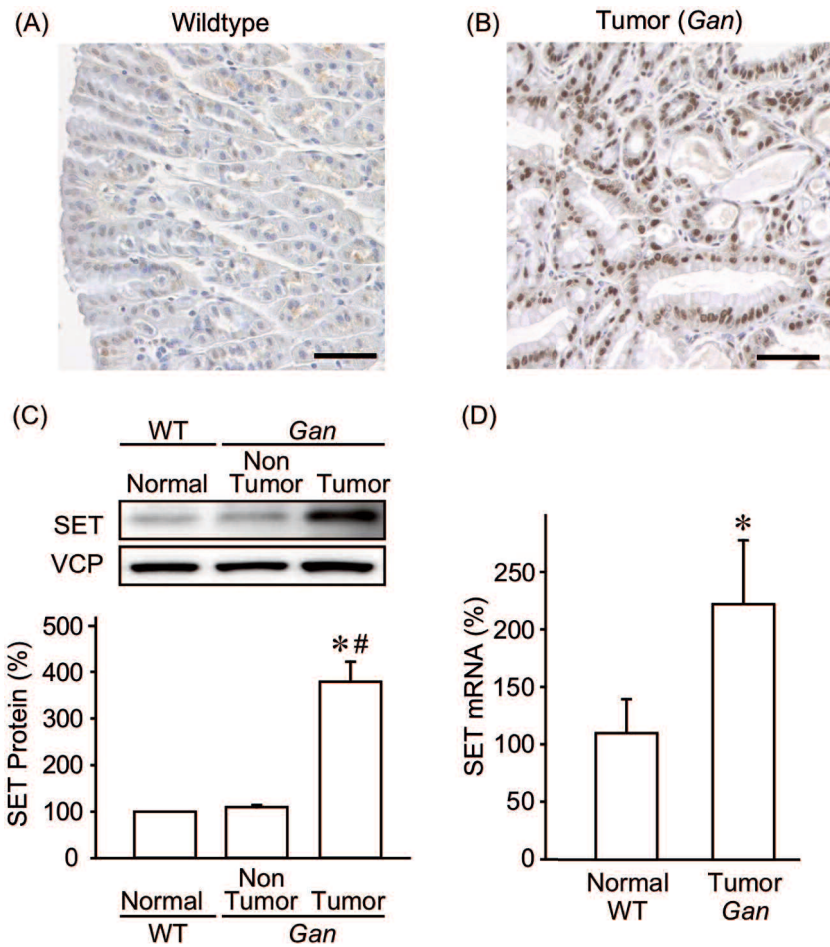 (A)
Wildtype
(B)
Tumor (Gan)
(C)
WT
Gan
Normal
Non
Tumor
Tumor
SET
VCP
SET Protein (%)
500
400
300
200
100
0
*#
Normal
Non
Tumor
Tumor
WT
Gan
(D)
SET mRNA (%)
250
200
150
100
50
0
*
Normal
WT
Tumor
Gan